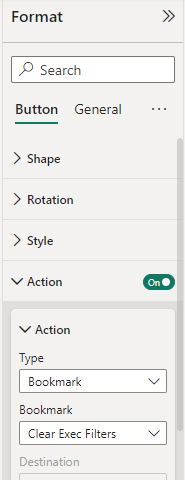 Format
Search
Button General ...
Shape
Rotation
Style
Action On
Action
Type
Bookmark
Bookmark
Clear Exec Filters
Destination